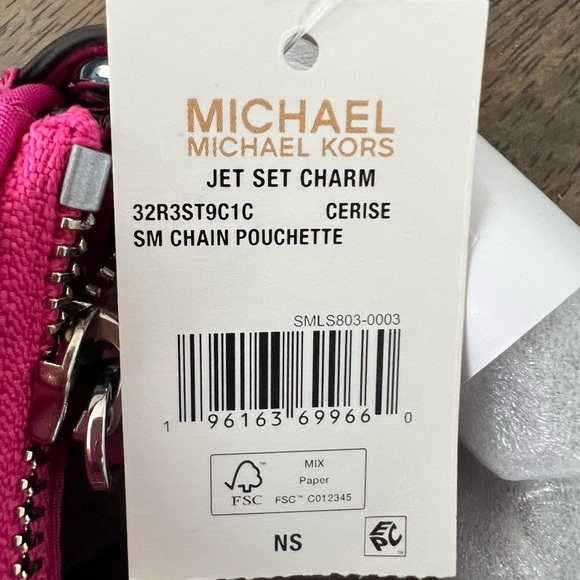 MICHAEL
MICHAEL KORS
JET SET CHARM
32R3ST9C1C CERISE
SM CHAIN POUCHETTE
SMLS803-0003
1 96163 69966 0
FSC
MIX
Paper
FSC™ C012345
NS
EPC